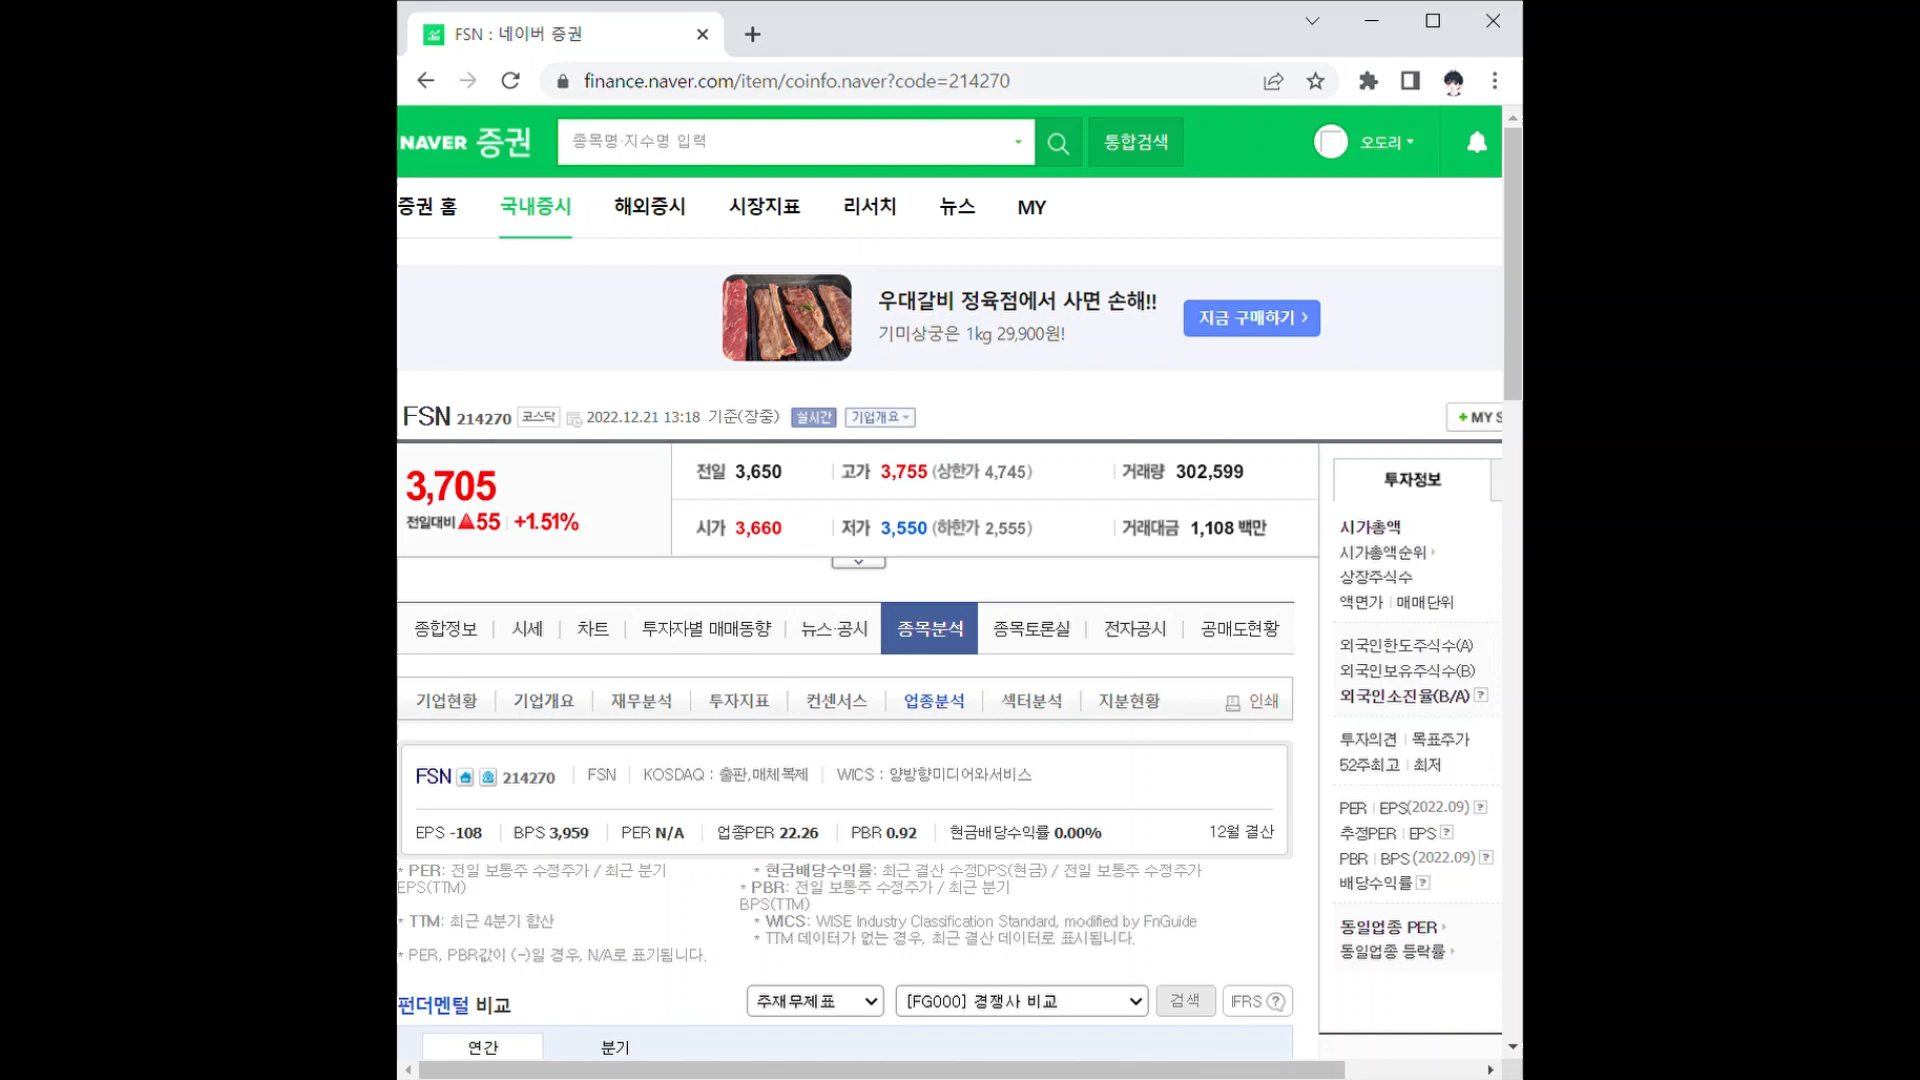 FSN : 네이버 증권
finance.naver.com/item/coinfo.naver?code=214270
NAVER 증권
종목명·지수명 입력
통합검색
오도리
증권 홈 국내증시 해외증시 시장지표 리서치 뉴스 MY
우대갈비 정육점에서 사면 손해!!
기미상궁은 1kg 29,900원!
지금 구매하기 >
FSN 214270 코스닥 2022.12.21 13:18 기준(장중) 실시간 기업개요
+ MY S
3,705
전일대비 ▲55 +1.51%
전일 3,650 고가 3,755 (상한가 4,745) 거래량 302,599
시가 3,660 저가 3,550 (하한가 2,555) 거래대금 1,108 백만
종합정보 시세 차트 투자자별 매매동향 뉴스·공시 종목분석 종목토론실 전자공시 공매도현황
기업현황 기업개요 재무분석 투자지표 컨센서스 업종분석 섹터분석 지분현황 인쇄
FSN 214270 FSN KOSDAQ : 출판,매체복제 WICS : 양방향미디어와서비스
EPS -108 BPS 3,959 PER N/A 업종PER 22.26 PBR 0.92 현금배당수익률 0.00% 12월 결산
* PER: 전일 보통주 수정주가 / 최근 분기
EPS(TTM)
* TTM: 최근 4분기 합산
* PER, PBR값이 (-)일 경우, N/A로 표기됩니다.
* 현금배당수익률: 최근 결산 수정DPS(현금) / 전일 보통주 수정주가
* PBR: 전일 보통주 수정주가 / 최근 분기
BPS(TTM)
* WICS: WISE Industry Classification Standard, modified by FnGuide
* TTM 데이터가 없는 경우, 최근 결산 데이터로 표시됩니다.
펀더멘털 비교
주재무제표 [FG000] 경쟁사 비교 검색 IFRS ?
연간 분기
투자정보
시가총액
시가총액순위
상장주식수
액면가 | 매매단위
외국인한도주식수(A)
외국인보유주식수(B)
외국인소진율(B/A) ?
투자의견 | 목표주가
52주최고 | 최저
PER | EPS(2022.09) ?
추정PER | EPS ?
PBR | BPS (2022.09) ?
배당수익률 ?
동일업종 PER
동일업종 등락률